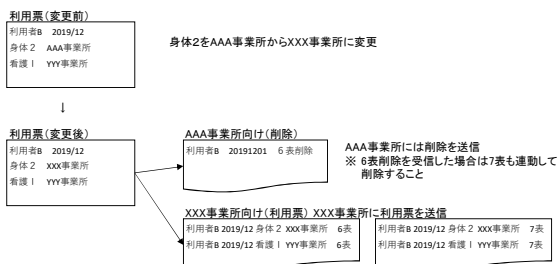 利用票(変更前)
利用者B 2019/12
身体2 AAA事業所
看護Ⅰ YYY事業所
身体2をAAA事業所からXXX事業所に変更
↓
利用票(変更後)
利用者B 2019/12
身体2 XXX事業所
看護Ⅰ YYY事業所
AAA事業所向け(削除)
利用者B 20191201 6表削除
AAA事業所には削除を送信
※ 6表削除を受信した場合は7表も連動して
削除すること
XXX事業所向け(利用票) XXX事業所に利用票を送信
利用者B 2019/12 身体2 XXX事業所 6表
利用者B 2019/12 看護Ⅰ YYY事業所 6表
利用者B 2019/12 身体2 XXX事業所 7表
利用者B 2019/12 看護Ⅰ YYY事業所 7表